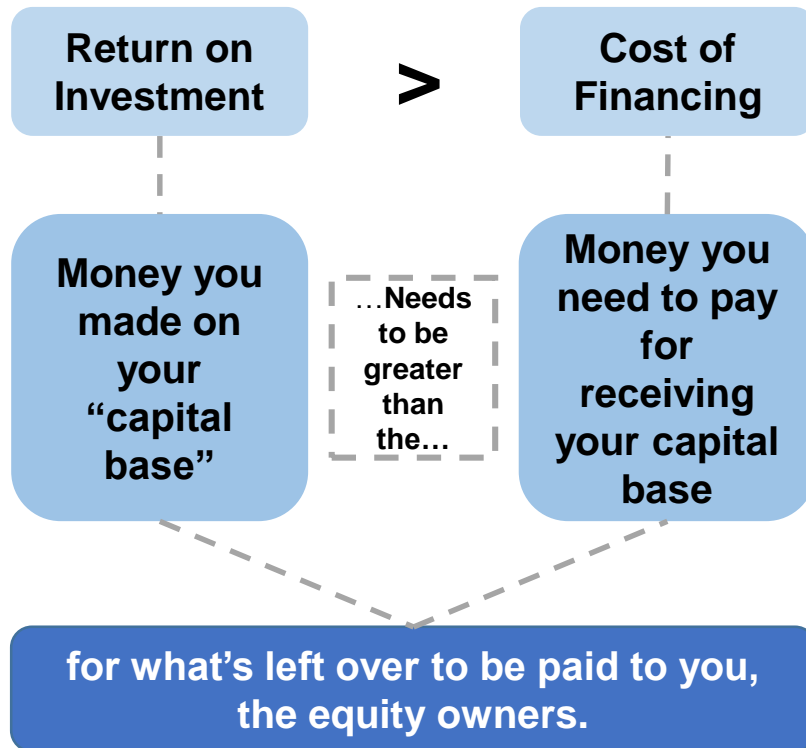 Return on
Investment
>
Cost of
Financing
Money you
made on
your
“capital
base”
…Needs
to be
greater
than
the…
Money you
need to pay
for
receiving
your capital
base
for what’s left over to be paid to you,
the equity owners.